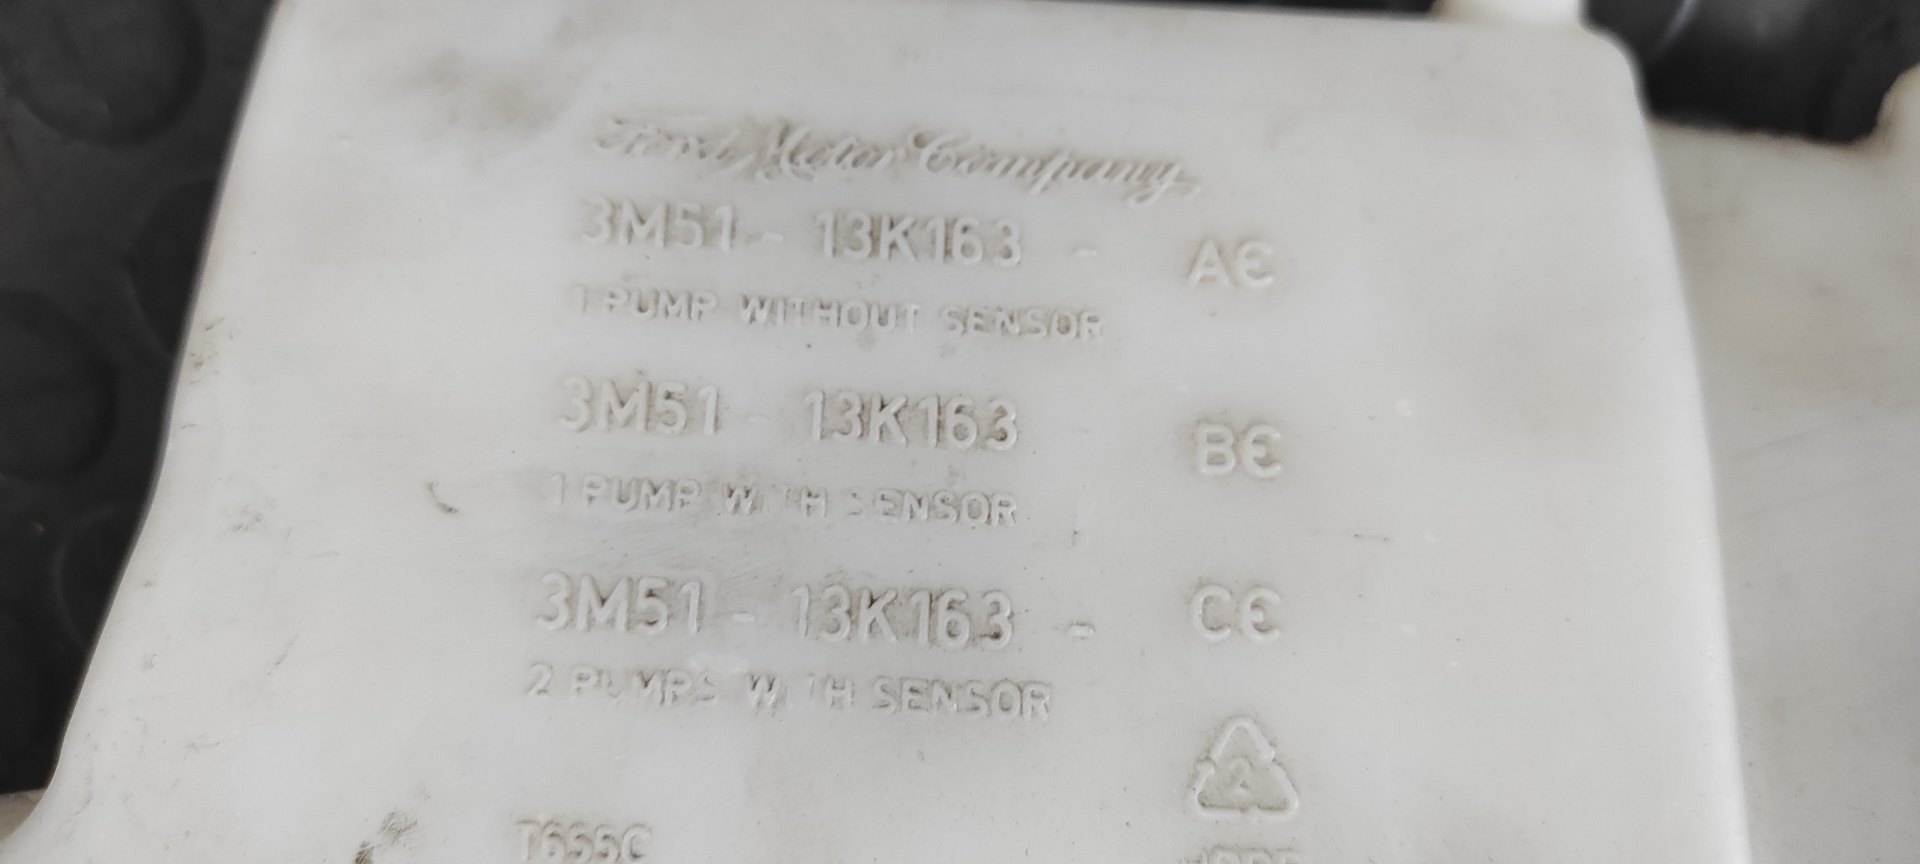 Ford Motor Company
3M51 - 13K163 - AE
1 PUMP WITHOUT SENSOR
3M51 - 13K163 BE
1 PUMP WITH SENSOR
3M51 - 13K163 - CE
2 PUMPS WITH SENSOR
2
T655C